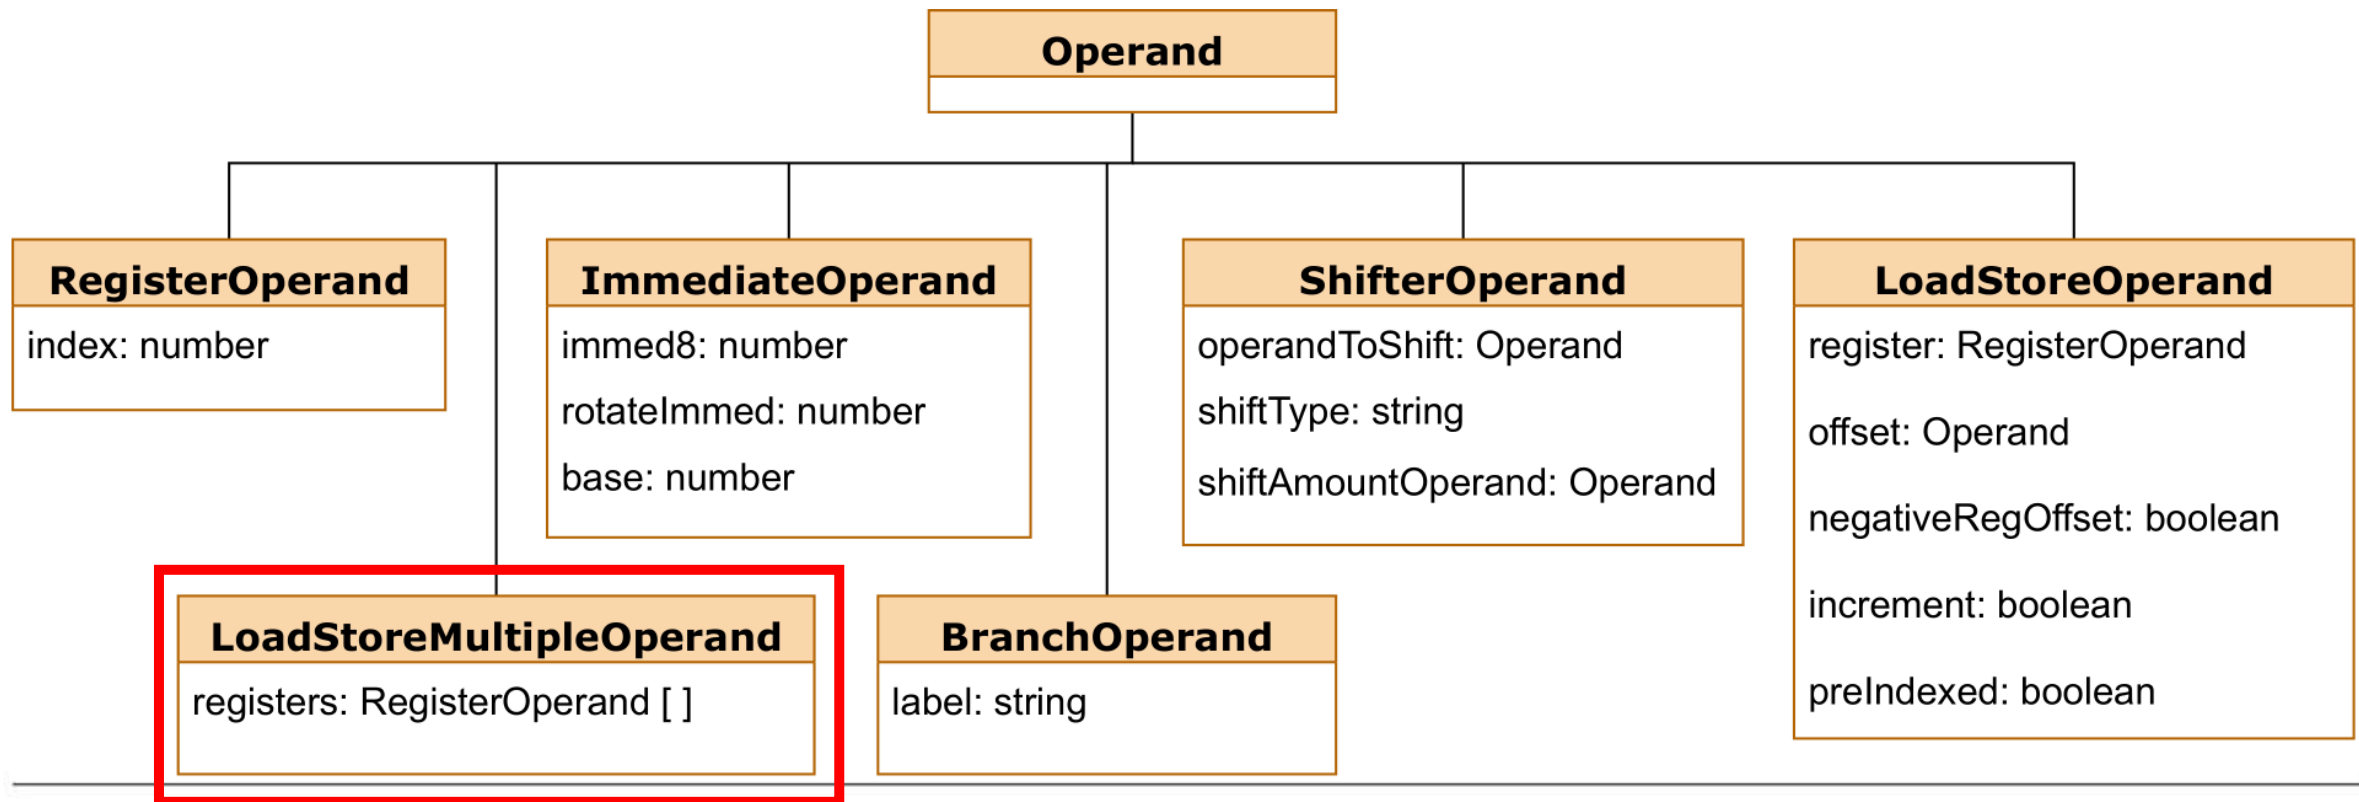 Operand
RegisterOperand
index: number
ImmediateOperand
immed8: number
rotateImmed: number
base: number
ShifterOperand
operandToShift: Operand
shiftType: string
shiftAmountOperand: Operand
LoadStoreOperand
register: RegisterOperand
offset: Operand
negativeRegOffset: boolean
increment: boolean
preIndexed: boolean
LoadStoreMultipleOperand
registers: RegisterOperand [ ]
BranchOperand
label: string